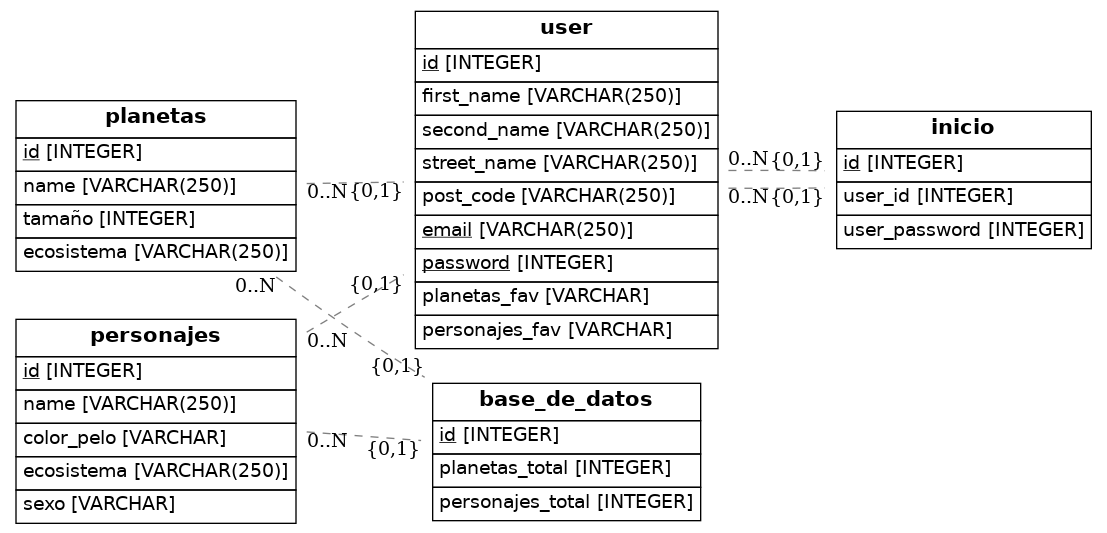 user
id [INTEGER]
first_name [VARCHAR(250)]
second_name [VARCHAR(250)]
street_name [VARCHAR(250)]
post_code [VARCHAR(250)]
email [VARCHAR(250)]
password [INTEGER]
planetas_fav [VARCHAR]
personajes_fav [VARCHAR]
planetas
id [INTEGER]
name [VARCHAR(250)]
tamaño [INTEGER]
ecosistema [VARCHAR(250)]
inicio
id [INTEGER]
user_id [INTEGER]
user_password [INTEGER]
personajes
id [INTEGER]
name [VARCHAR(250)]
color_pelo [VARCHAR]
ecosistema [VARCHAR(250)]
sexo [VARCHAR]
base_de_datos
id [INTEGER]
planetas_total [INTEGER]
personajes_total [INTEGER]
0..N {0,1}
0..N {0,1}
0..N {0,1}
0..N {0,1}
0..N {0,1}
0..N {0,1}